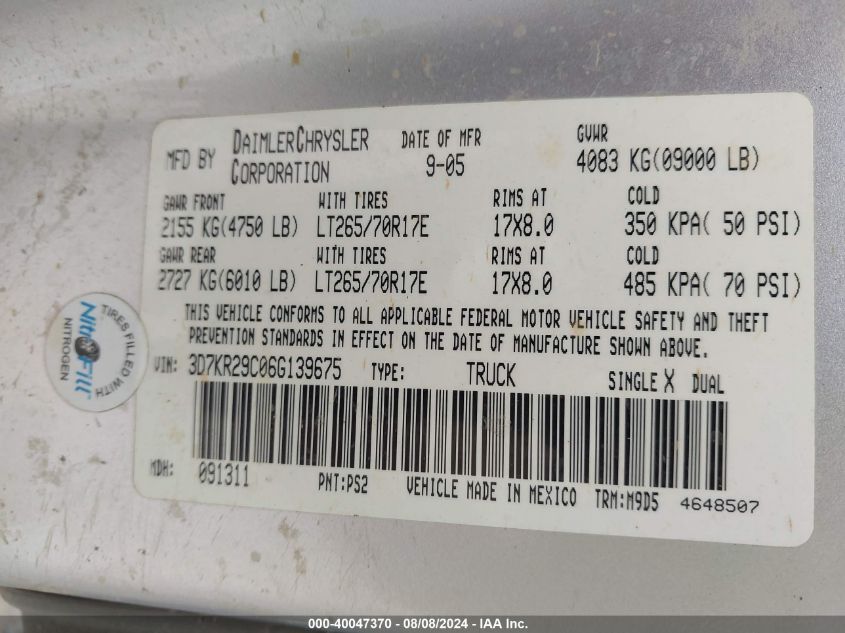 MFD BY DAIMLERCHRYSLER CORPORATION
DATE OF MFR 9-05
GVWR 4083 KG(09000 LB)
GAWR FRONT WITH TIRES RIMS AT COLD
2155 KG(4750 LB) LT265/70R17E 17X8.0 350 KPA( 50 PSI)
GAWR REAR WITH TIRES RIMS AT COLD
2727 KG(6010 LB) LT265/70R17E 17X8.0 485 KPA( 70 PSI)
THIS VEHICLE CONFORMS TO ALL APPLICABLE FEDERAL MOTOR VEHICLE SAFETY AND THEFT
PREVENTION STANDARDS IN EFFECT ON THE DATE OF MANUFACTURE SHOWN ABOVE.
VIN: 3D7KR29C06G139675 TYPE: TRUCK SINGLE X DUAL
MDH: 091311 PNT:PS2 VEHICLE MADE IN MEXICO TRM:M9D5 4648507
TIRES FILLED WITH
NitroFill
NITROGEN
000-40047370 - 08/08/2024 - IAA Inc.